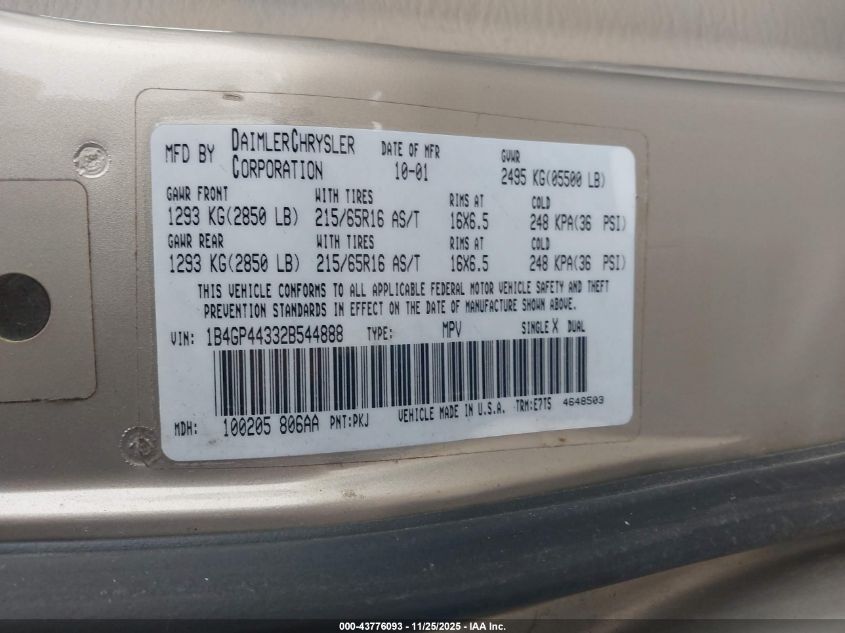 MFD BY DAIMLERCHRYSLER CORPORATION DATE OF MFR 10-01 GVWR 2495 KG(05500 LB)
GAWR FRONT WITH TIRES RIMS AT COLD
1293 KG(2850 LB) 215/65R16 AS/T 16X6.5 248 KPA(36 PSI)
GAWR REAR WITH TIRES RIMS AT COLD
1293 KG(2850 LB) 215/65R16 AS/T 16X6.5 248 KPA(36 PSI)
THIS VEHICLE CONFORMS TO ALL APPLICABLE FEDERAL MOTOR VEHICLE SAFETY AND THEFT
PREVENTION STANDARDS IN EFFECT ON THE DATE OF MANUFACTURE SHOWN ABOVE.
VIN: 1B4GP44332B544888 TYPE: MPV SINGLE X DUAL
MDH: 100205 806AA PNT:PKJ VEHICLE MADE IN U.S.A. TRM:E7T5 4648503
000-43776093 - 11/25/2025 - IAA Inc.